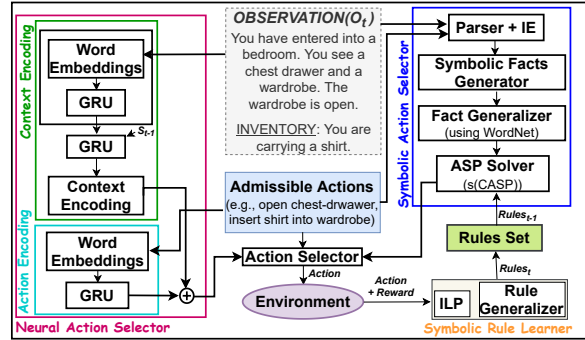 OBSERVATION(Oₜ)
You have entered into a
bedroom. You see a
chest drawer and a
wardrobe. The
wardrobe is open.
INVENTORY: You are
carrying a shirt.
Context Encoding
Word
Embeddings
GRU
Sₜ₋₁
GRU
Context
Encoding
Action Encoding
Word
Embeddings
GRU
+
Neural Action Selector
Admissible Actions
(e.g., open chest-drwawer,
insert shirt into wardrobe)
Action Selector
Action
Environment
Action
+ Reward
Symbolic Action Selector
Parser + IE
Symbolic Facts
Generator
Fact Generalizer
(using WordNet)
ASP Solver
(s(CASP))
Rulesₜ₋₁
Rules Set
Rulesₜ
ILP
Rule
Generalizer
Symbolic Rule Learner